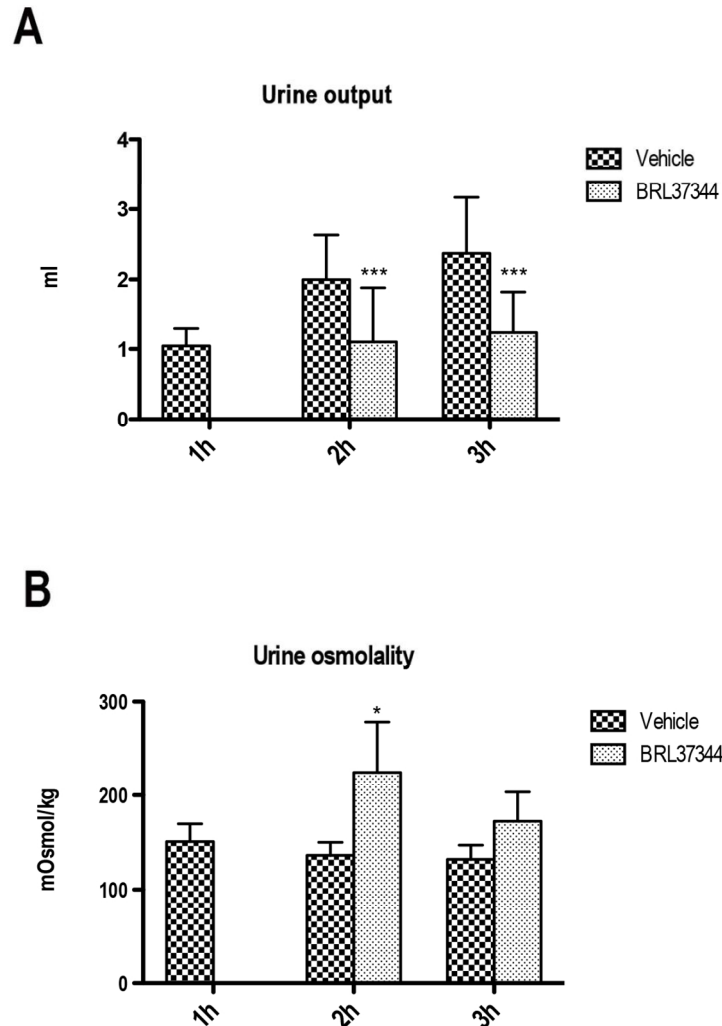 A
Urine output
4
3
2
1
0
ml
***
***
1h
2h
3h
Vehicle
BRL37344
B
Urine osmolality
300
200
100
0
mOsmol/kg
*
1h
2h
3h
Vehicle
BRL37344